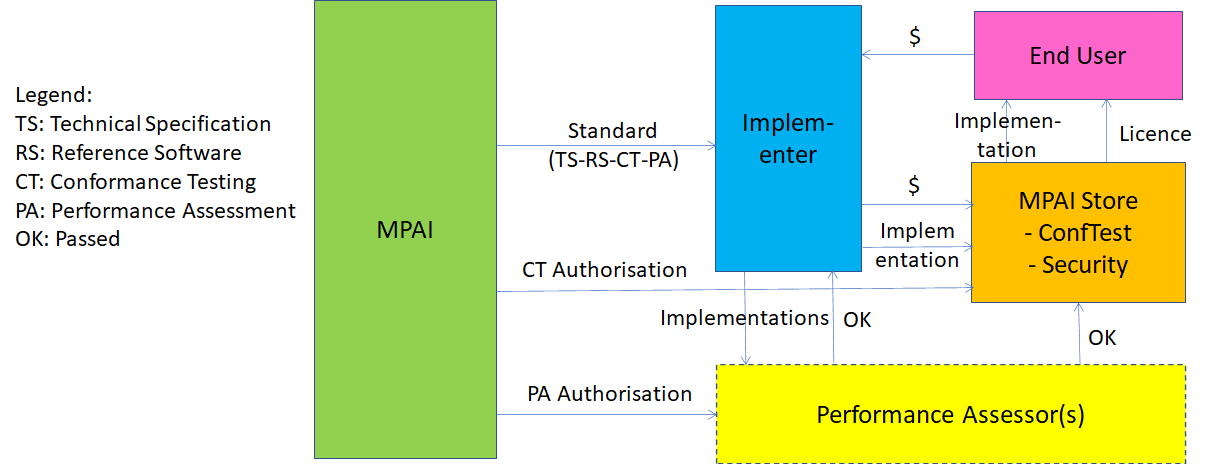 Legend:
TS: Technical Specification
RS: Reference Software
CT: Conformance Testing
PA: Performance Assessment
OK: Passed
MPAI
Standard
(TS-RS-CT-PA)
CT Authorisation
PA Authorisation
Implem-
enter
$
End User
Implemen-
tation
Licence
$
Implem
entation
MPAI Store
- ConfTest
- Security
Implementations
OK
OK
Performance Assessor(s)